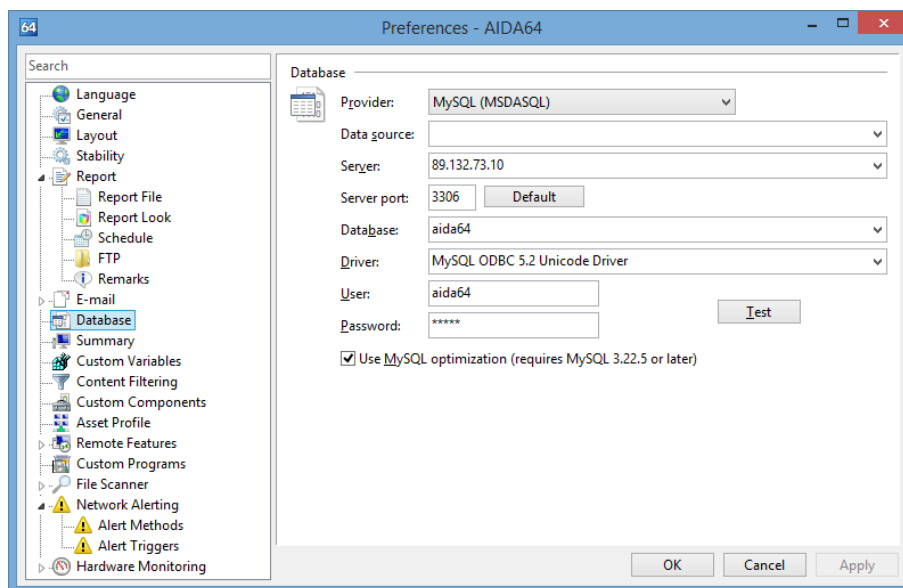 64 Preferences - AIDA64
Search
Language
General
Layout
Stability
Report
Report File
Report Look
Schedule
FTP
Remarks
E-mail
Database
Summary
Custom Variables
Content Filtering
Custom Components
Asset Profile
Remote Features
Custom Programs
File Scanner
Network Alerting
Alert Methods
Alert Triggers
Hardware Monitoring
Database
Provider: MySQL (MSDASQL)
Data source:
Server: 89.132.73.10
Server port: 3306 Default
Database: aida64
Driver: MySQL ODBC 5.2 Unicode Driver
User: aida64
Password: *****
Test
Use MySQL optimization (requires MySQL 3.22.5 or later)
OK Cancel Apply